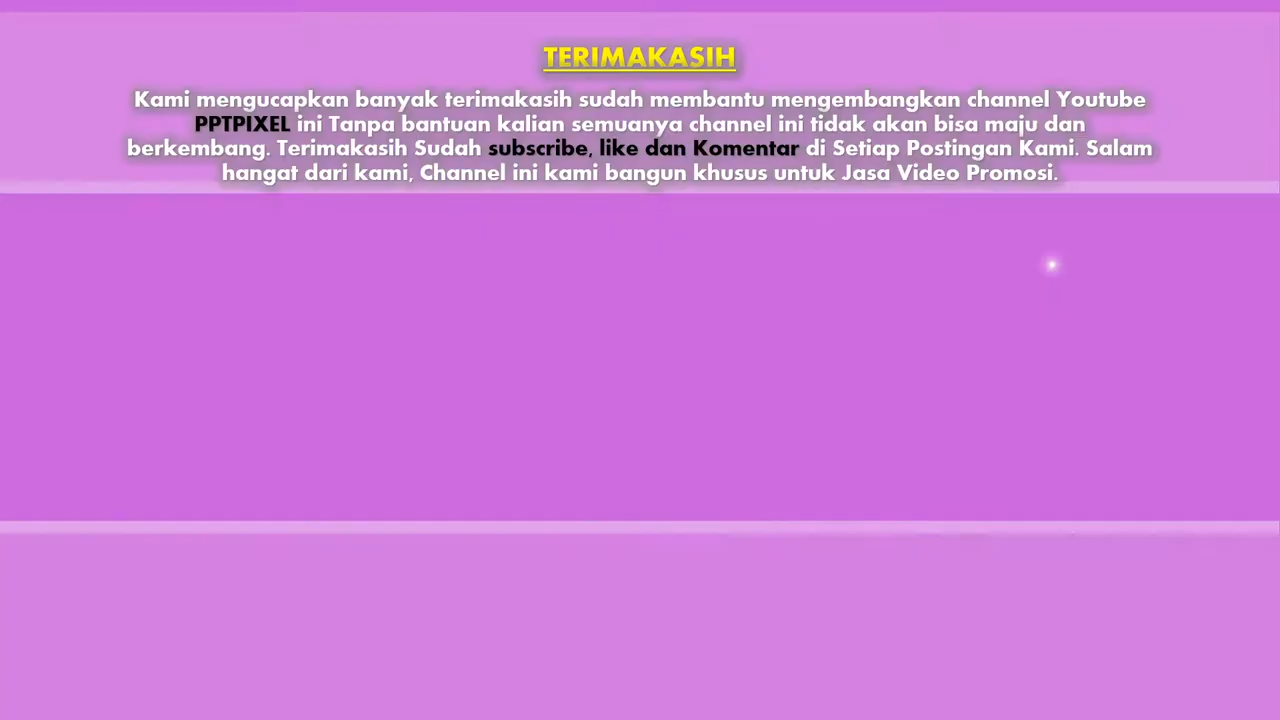 TERIMAKASIH
Kami mengucapkan banyak terimakasih sudah membantu mengembangkan channel Youtube
PPTPIXEL ini Tanpa bantuan kalian semuanya channel ini tidak akan bisa maju dan
berkembang. Terimakasih Sudah subscribe, like dan Komentar di Setiap Postingan Kami. Salam
hangat dari kami, Channel ini kami bangun khusus untuk Jasa Video Promosi.